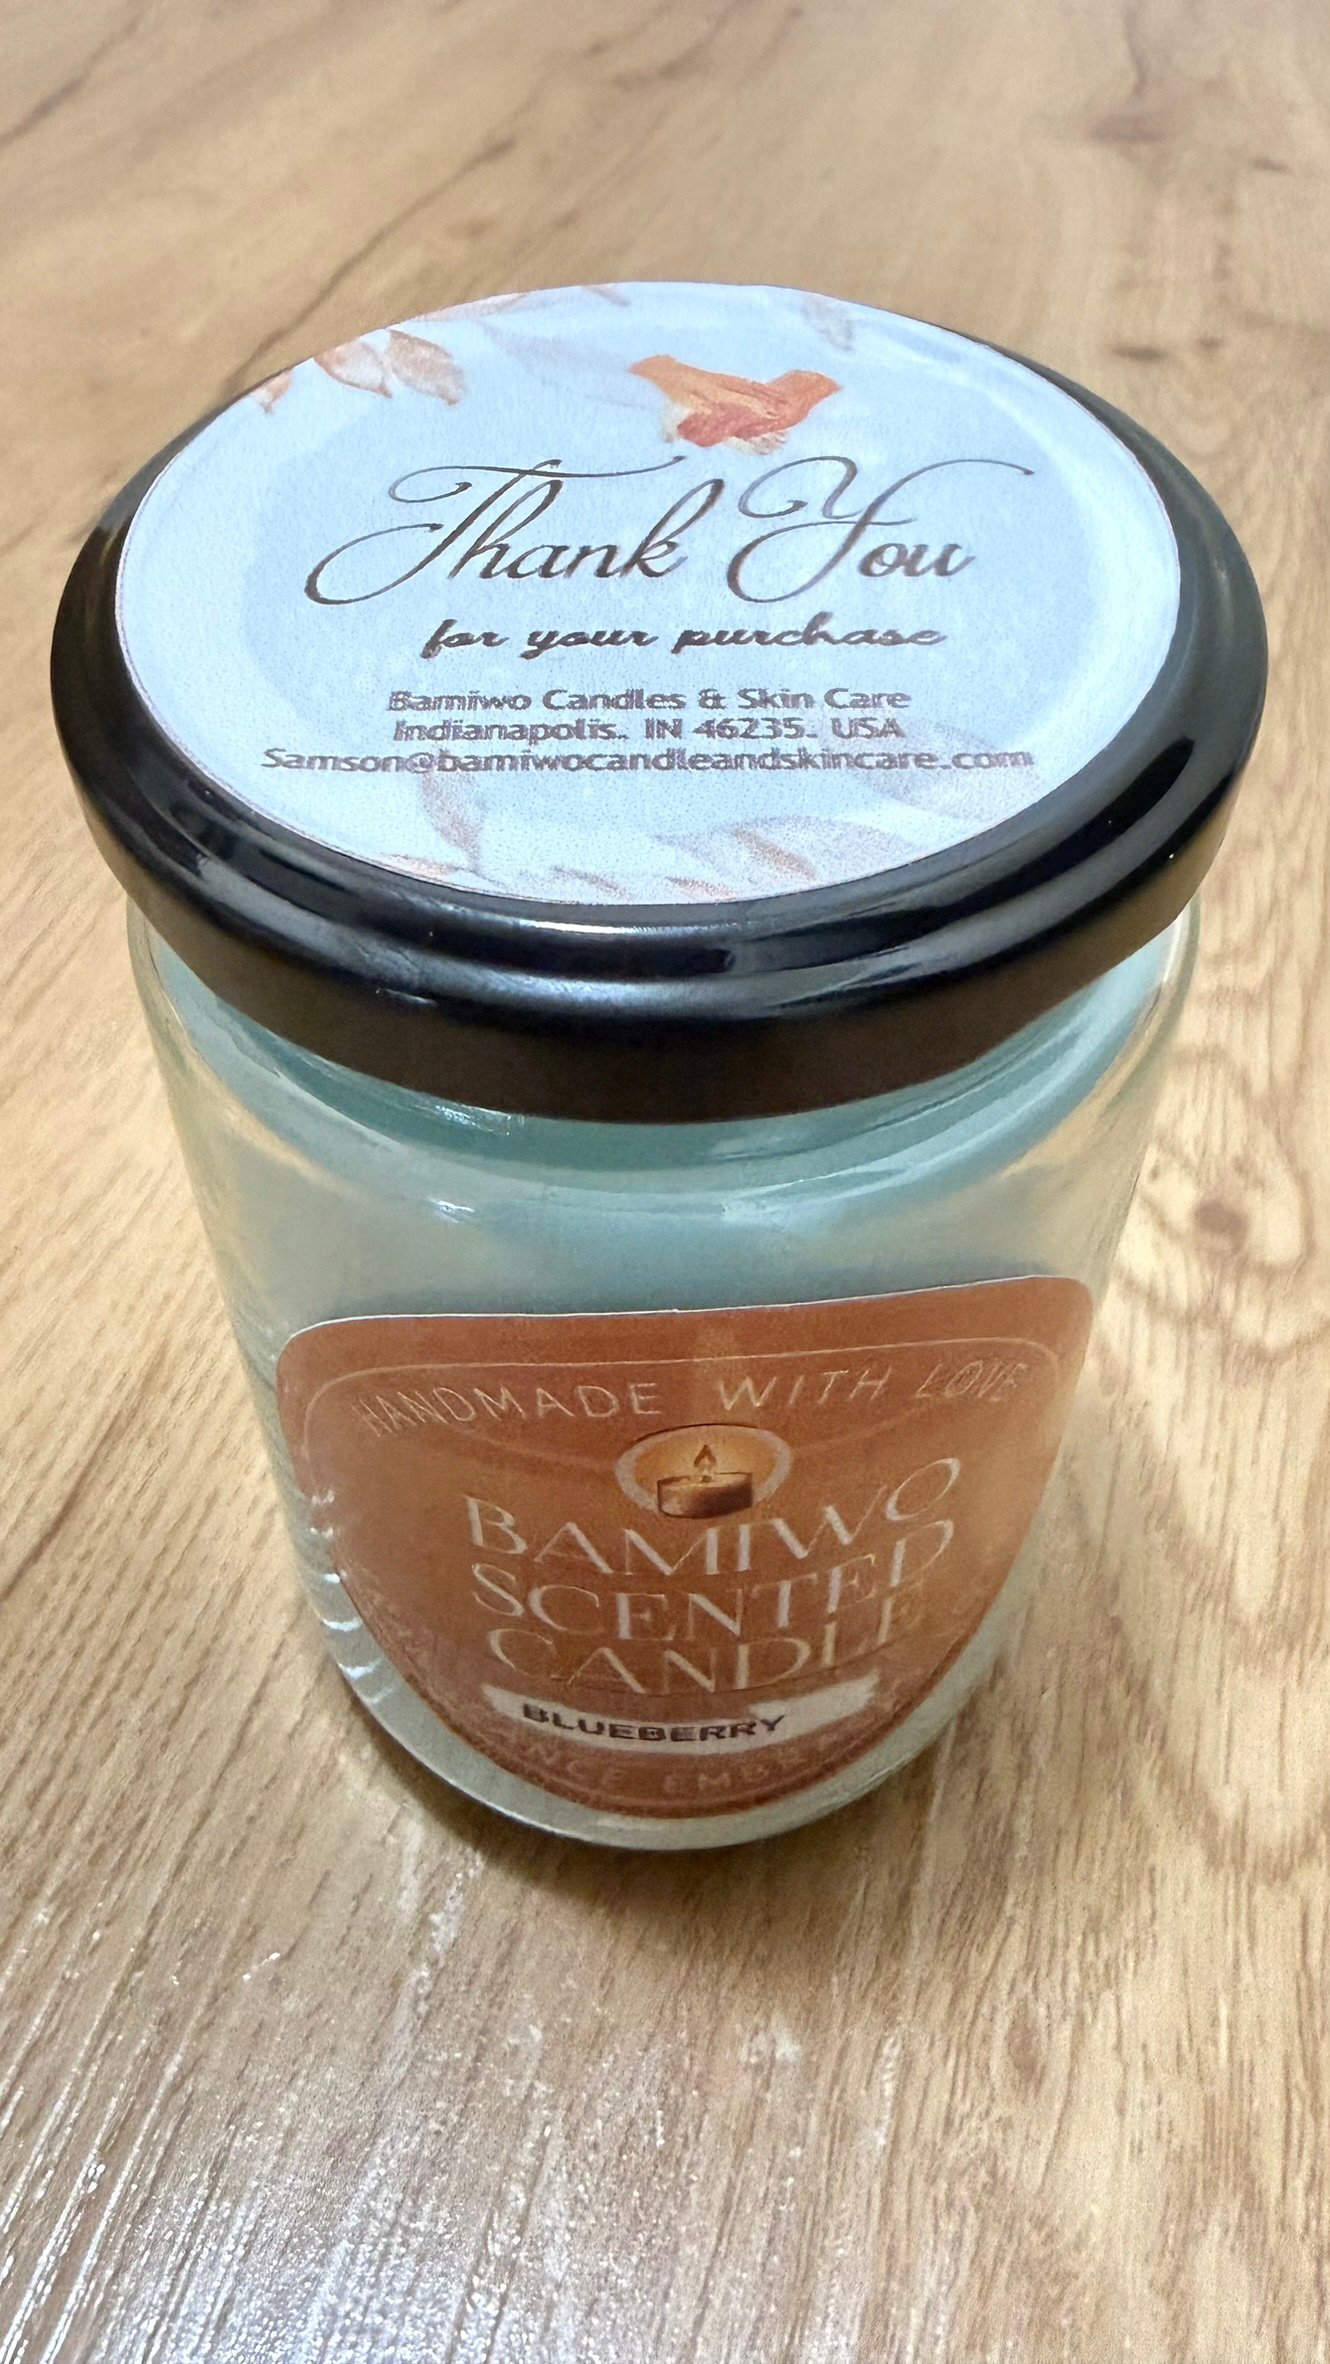 Thank You
for your purchase
Bamiwo Candles & Skin Care
Indianapolis. IN 46235. USA
Samson@bamiwocandleandskincare.com
HANDMADE WITH LOVE
BAMIWO
SCENTED
CANDLE
BLUEBERRY